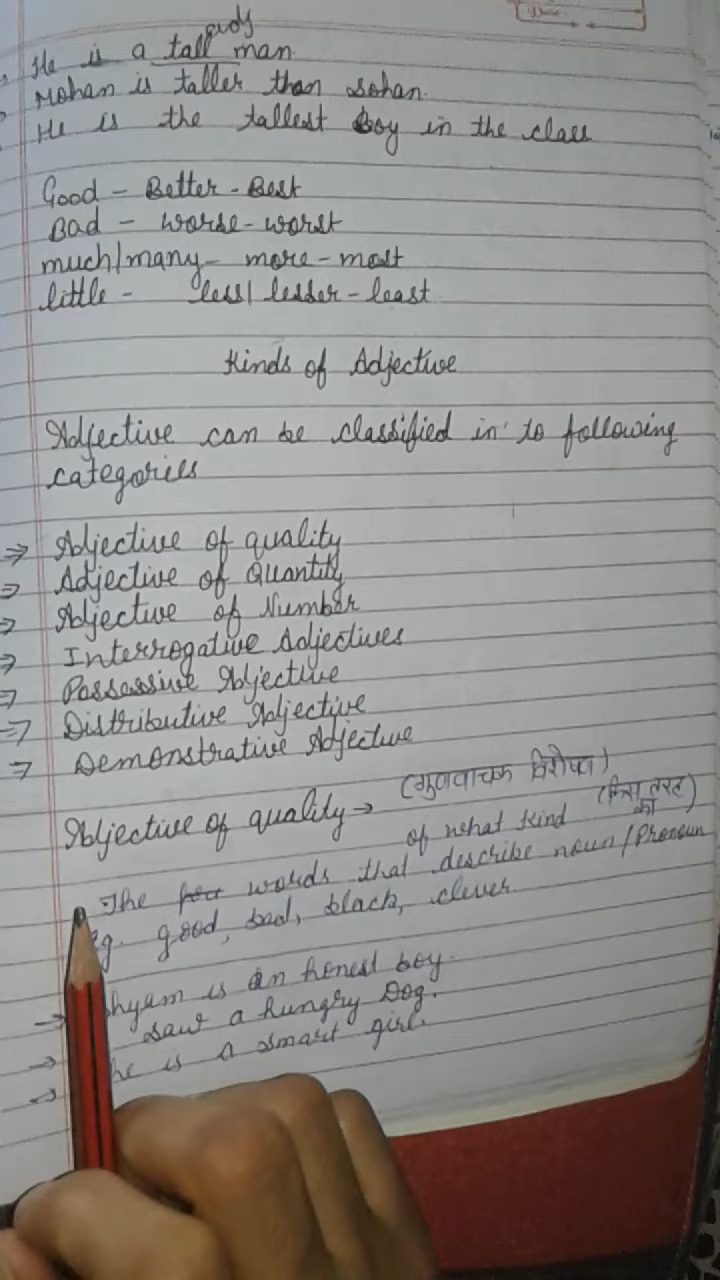 He is a tall man.
Mohan is taller than Sohan.
He is the tallest boy in the class
Good - Better - Best
Bad - worse - worst
much/many - more - most
little - less/lesser - least
Kinds of Adjective
Adjective can be classified in to following
categories
⇒ Adjective of quality
⇒ Adjective of Quantity
⇒ Adjective of Number
⇒ Interrogative Adjectives
⇒ Possessive Adjective
⇒ Distributive Adjective
⇒ Demonstrative Adjective
(गुणवाचक विशेषण)
Adjective of quality → of what kind (किस तरह का)
The words that describe noun/Pronoun
eg. good, bad, black, clever
→ Shyam is an honest boy.
→ saw a hungry Dog.
→ he is a smart girl.